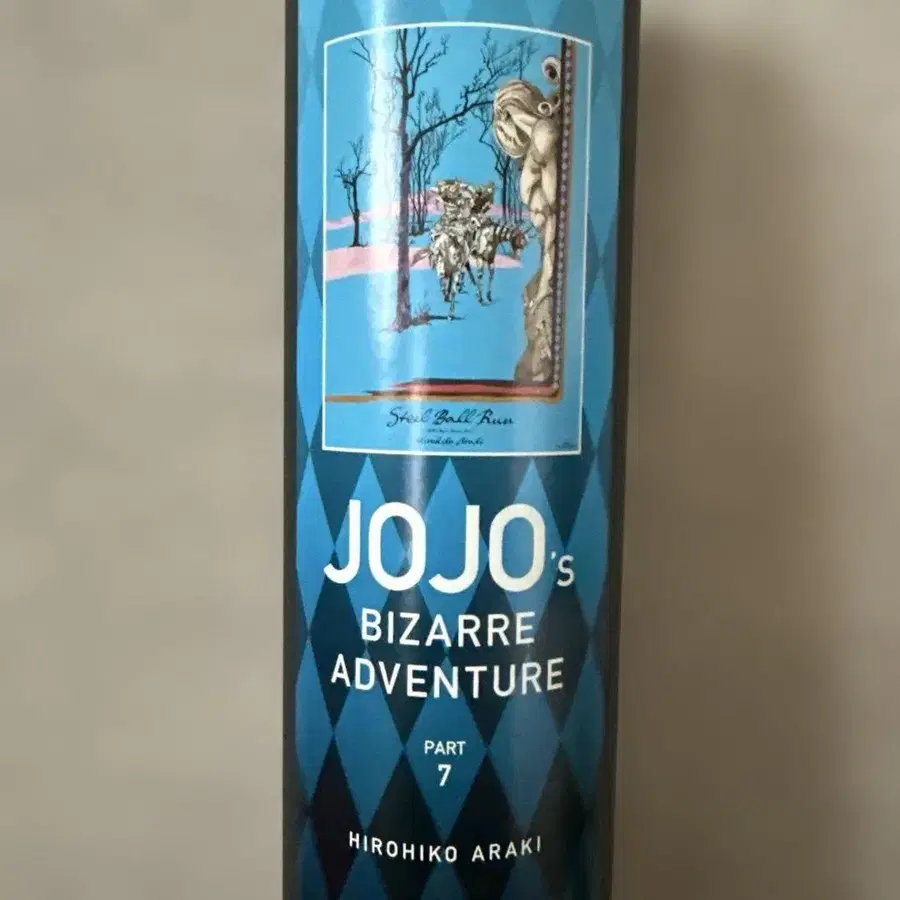 Steel Ball Run
JOJO's
BIZARRE
ADVENTURE
PART
7
HIROHIKO ARAKI